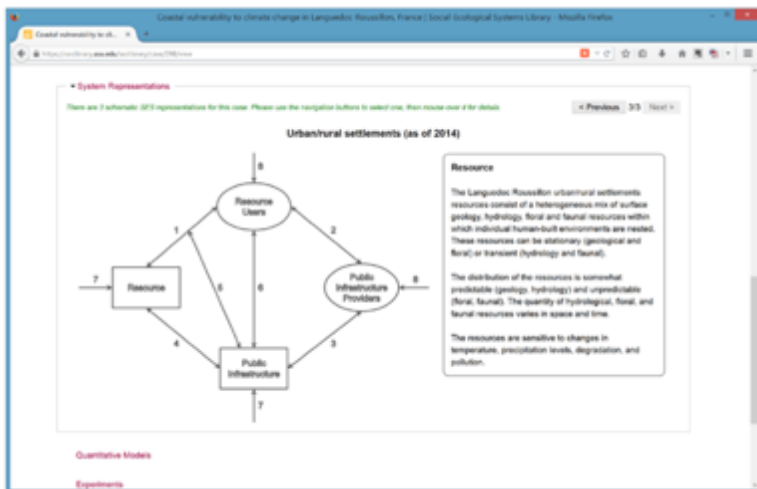 Coastal vulnerability to climate change in Languedoc Roussillon, France | Social-Ecological Systems Library - Mozilla Firefox
Coastal vulnerability to cli...
System Representations
There are 3 schematic SES representations for this case. Please use the navigation buttons to select one, then mouse over it for details.
< Previous 3/3 Next >
Urban/rural settlements (as of 2014)
8
Resource
Users
1
2
7
Resource
5
6
Public
Infrastructure
Providers
8
4
3
Public
Infrastructure
7
Resource
The Languedoc Roussillon urban/rural settlements
resources consist of a heterogeneous mix of surface
geology, hydrology, floral and faunal resources within
which individual human-built environments are nested.
These resources can be stationary (geological and
floral) or transient (hydrology and faunal).
The distribution of the resources is somewhat
predictable (geology, hydrology) and unpredictable
(floral, faunal). The quantity of hydrological, floral, and
faunal resources varies in space and time.
The resources are sensitive to changes in
temperature, precipitation levels, degradation, and
pollution.
Quantitative Models
Experiments